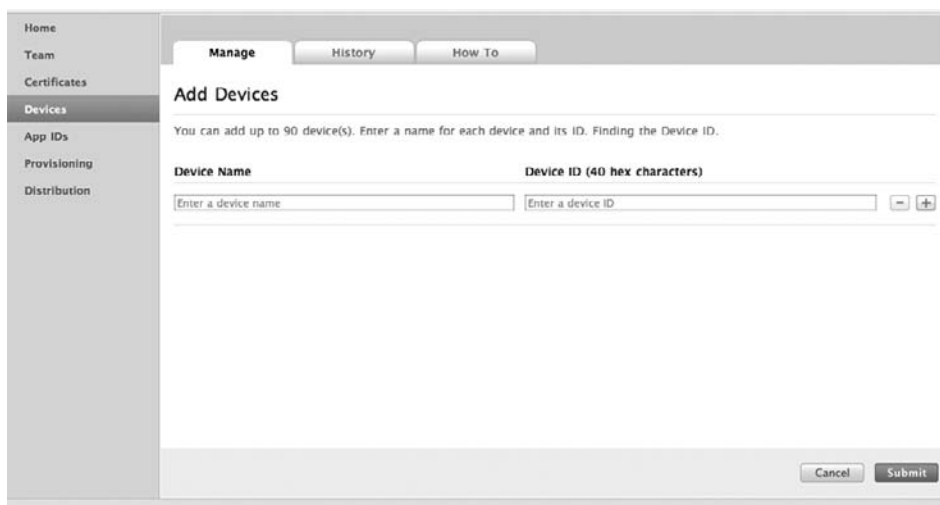 Home
Team
Certificates
Devices
App IDs
Provisioning
Distribution
Manage
History
How To
Add Devices
You can add up to 90 device(s). Enter a name for each device and its ID. Finding the Device ID.
Device Name
Device ID (40 hex characters)
Enter a device name
Enter a device ID
Cancel
Submit